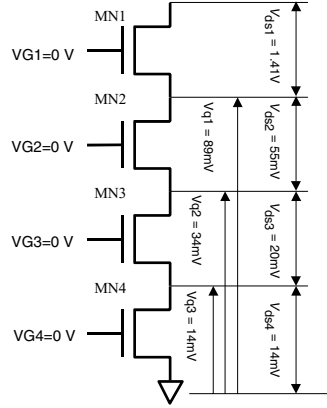 MN1
VG1=0 V
Vds1 = 1.41V
MN2
VG2=0 V
Vq1 = 89mV
Vds2 = 55mV
MN3
VG3=0 V
Vq2 = 34mV
Vds3 = 20mV
MN4
VG4=0 V
Vq3 = 14mV
Vds4 = 14mV